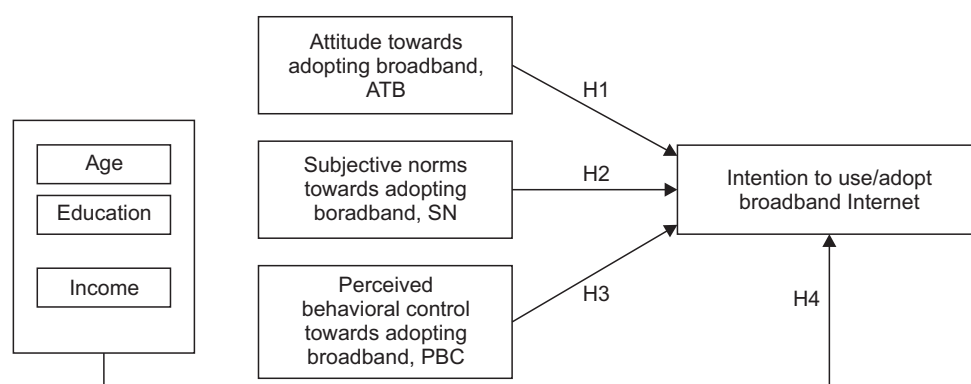 Attitude towards
adopting broadband,
ATB
H1
Age
Education
Income
Subjective norms
towards adopting
boradband, SN
H2
Intention to use/adopt
broadband Internet
Perceived
behavioral control
towards adopting
broadband, PBC
H3
H4